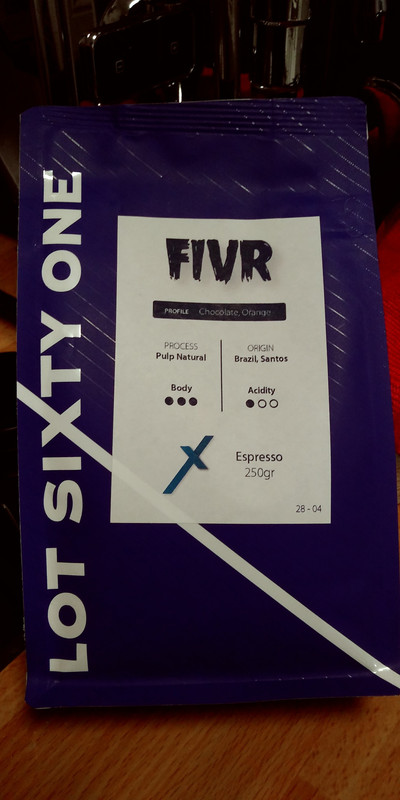 LOT SIXTY ONE
FIVR
PROFILE Chocolate, Orange
PROCESS
Pulp Natural
ORIGIN
Brazil, Santos
Body
Acidity
Espresso
250gr
28 - 04